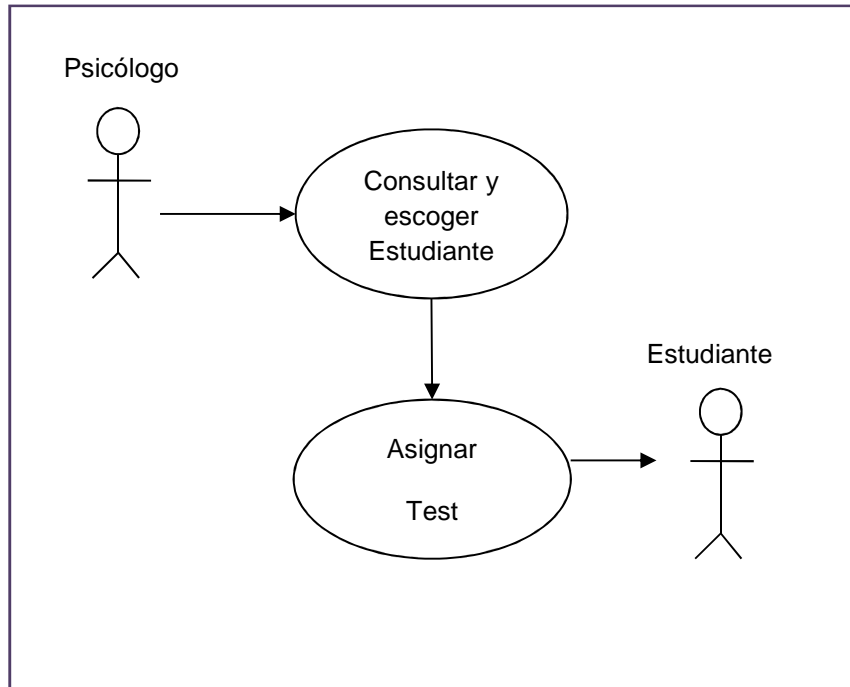 Psicólogo
Consultar y
escoger
Estudiante
Estudiante
Asignar
Test